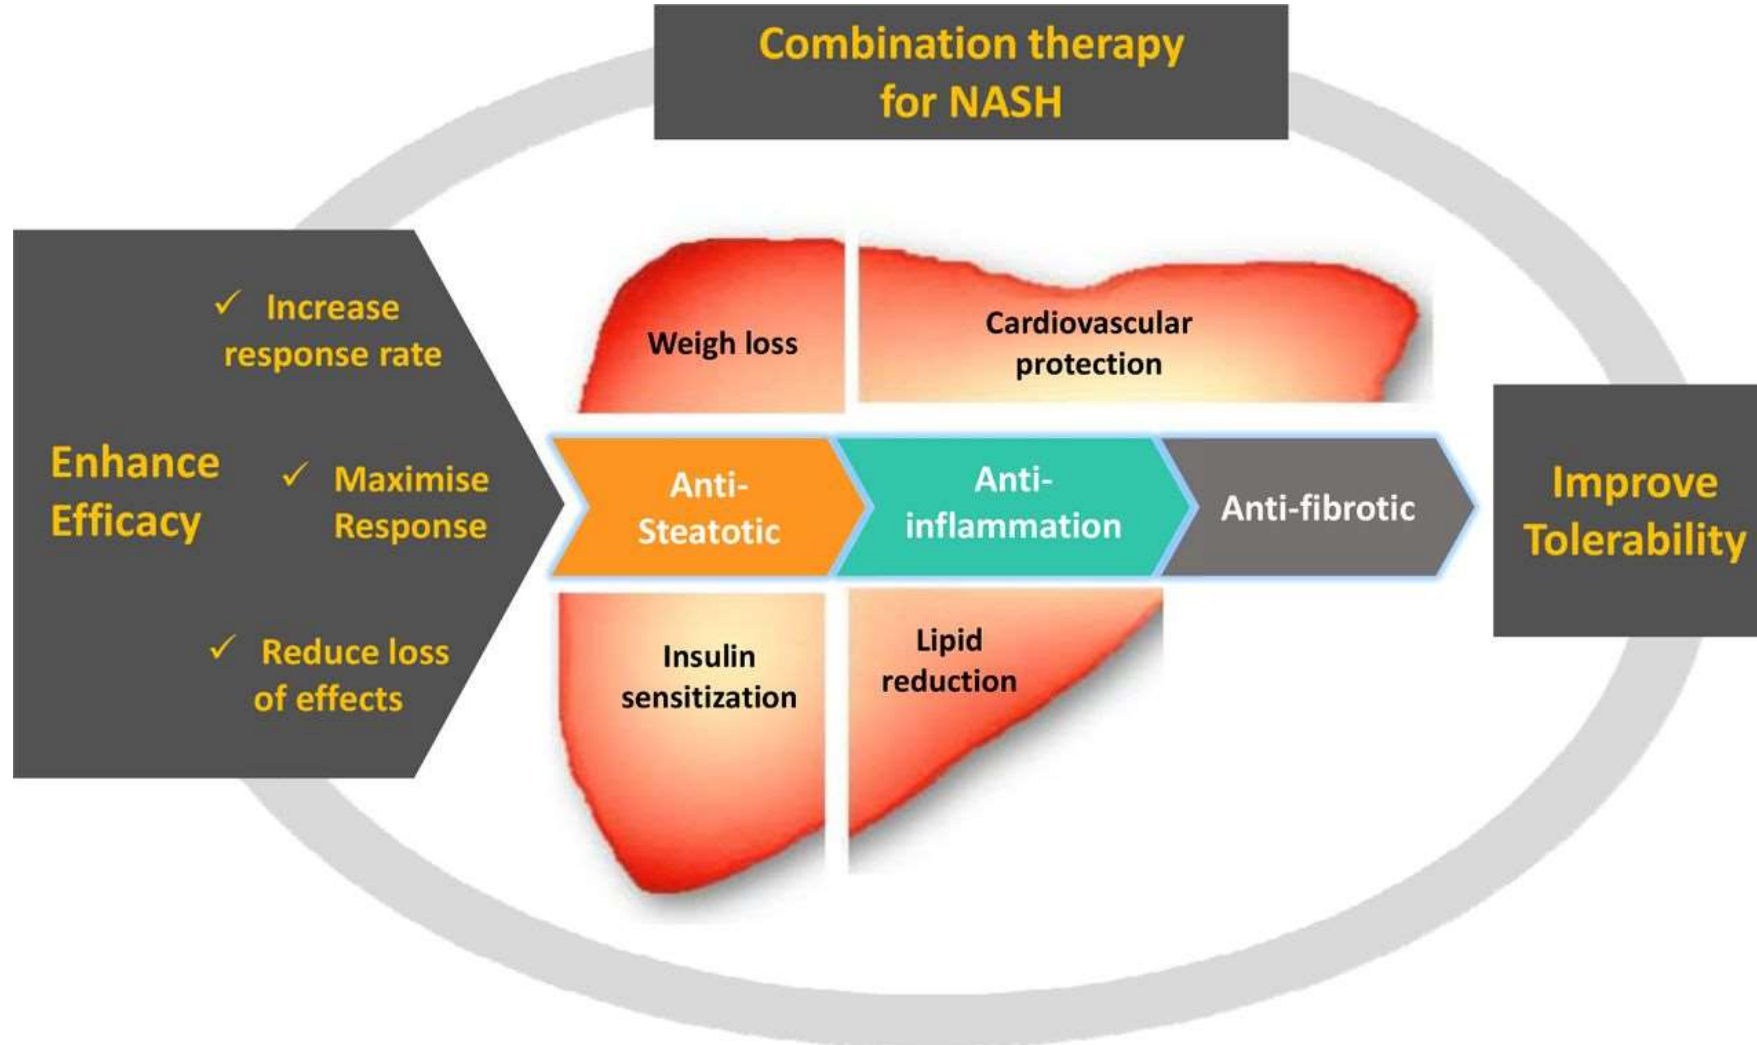 Combination therapy
for NASH
Enhance
Efficacy
✓ Increase
response rate
✓ Maximise
Response
✓ Reduce loss
of effects
Weigh loss
Cardiovascular
protection
Anti-
Steatotic
Anti-
inflammation
Anti-fibrotic
Insulin
sensitization
Lipid
reduction
Improve
Tolerability